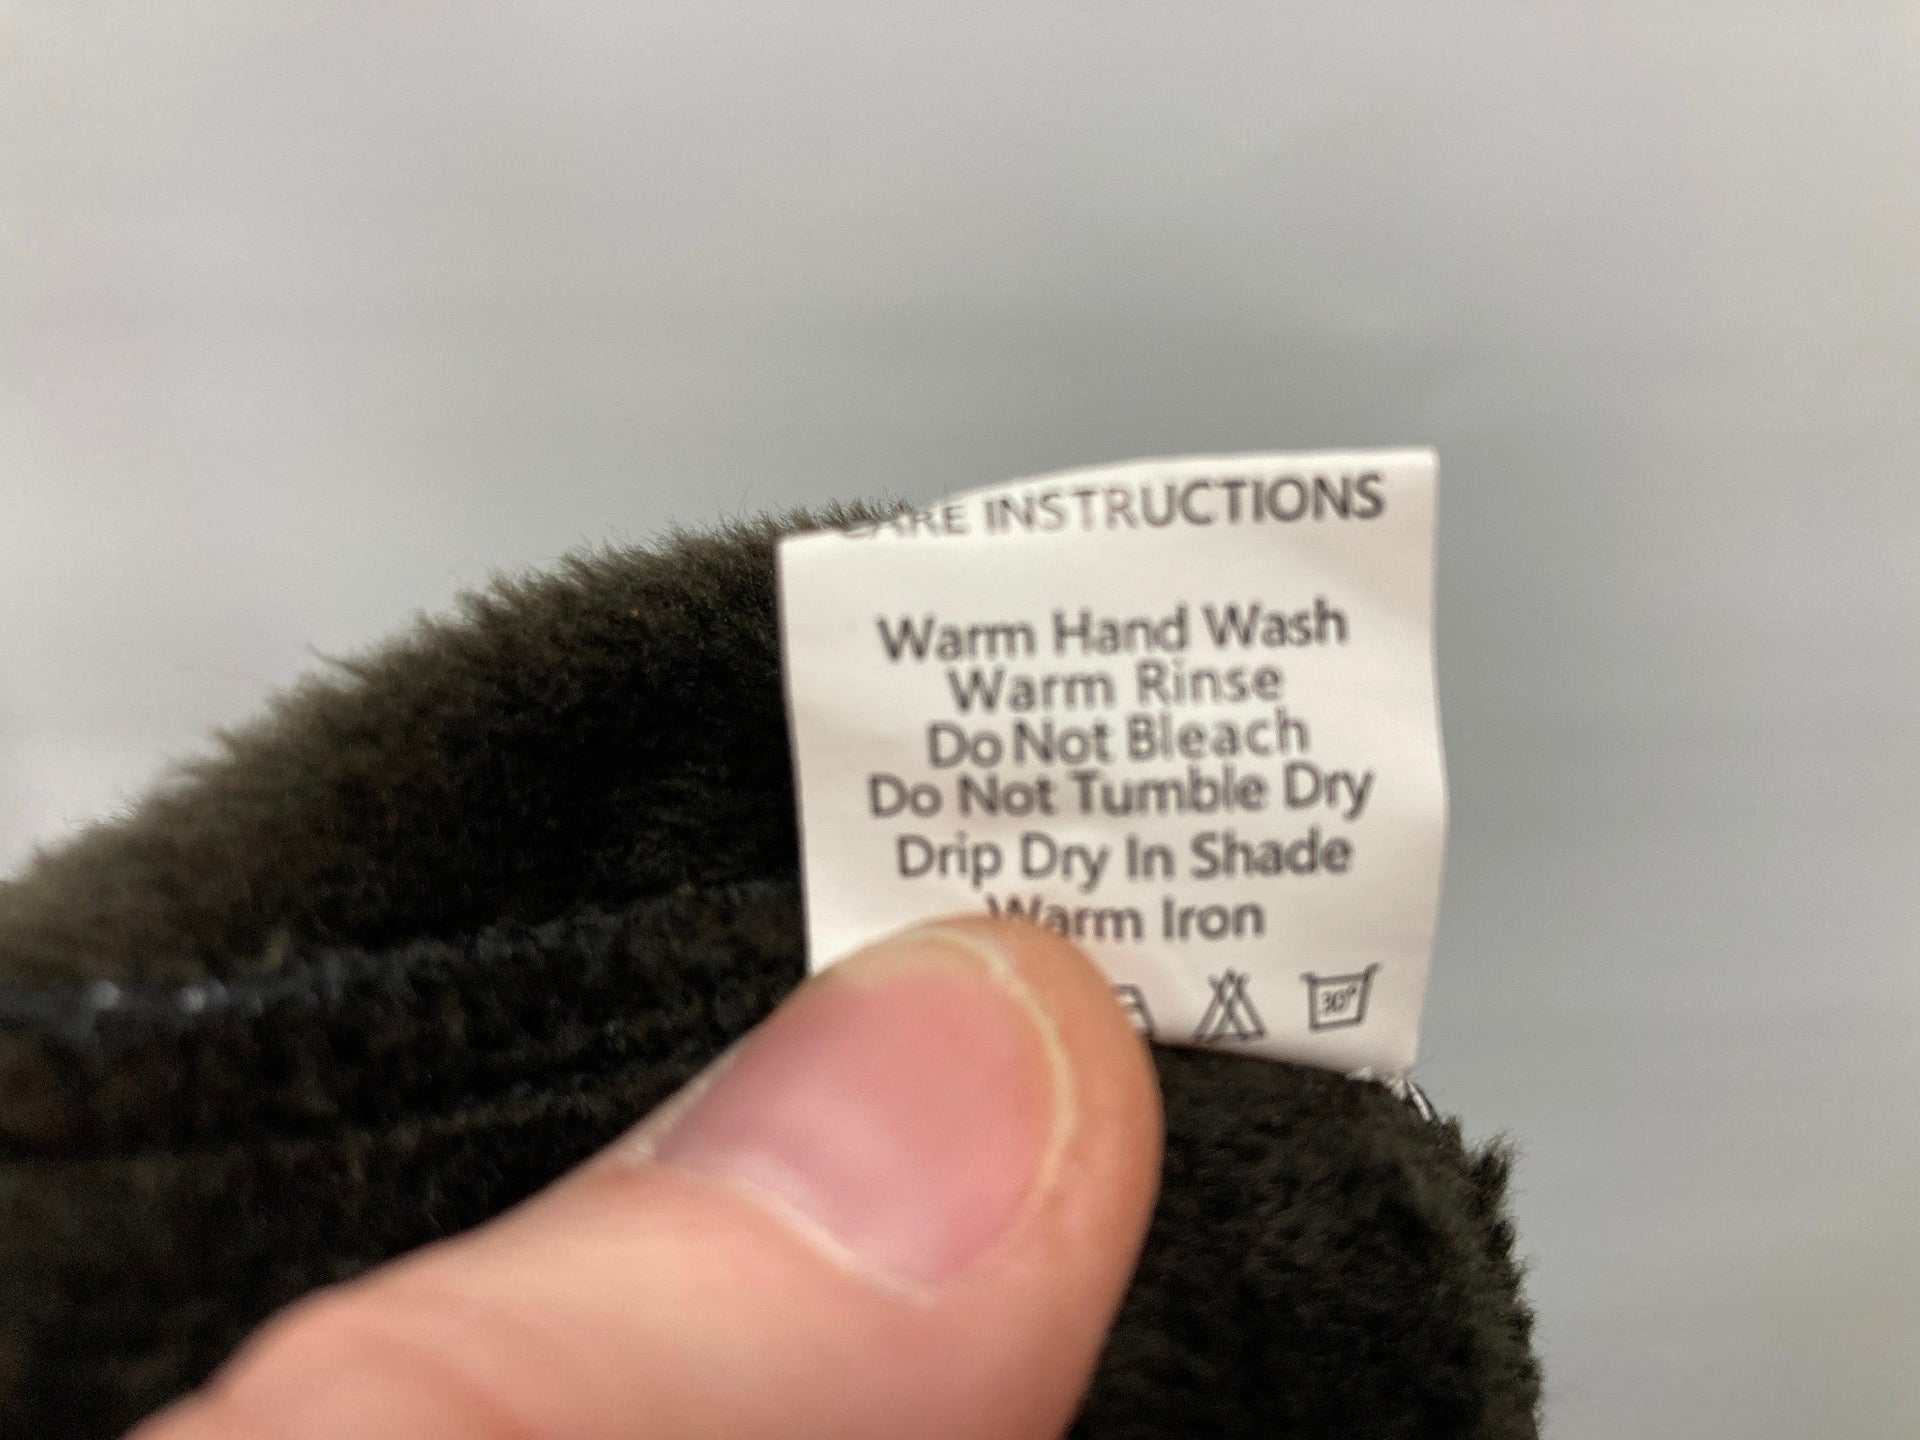 CARE INSTRUCTIONS
Warm Hand Wash
Warm Rinse
Do Not Bleach
Do Not Tumble Dry
Drip Dry In Shade
Warm Iron
30°